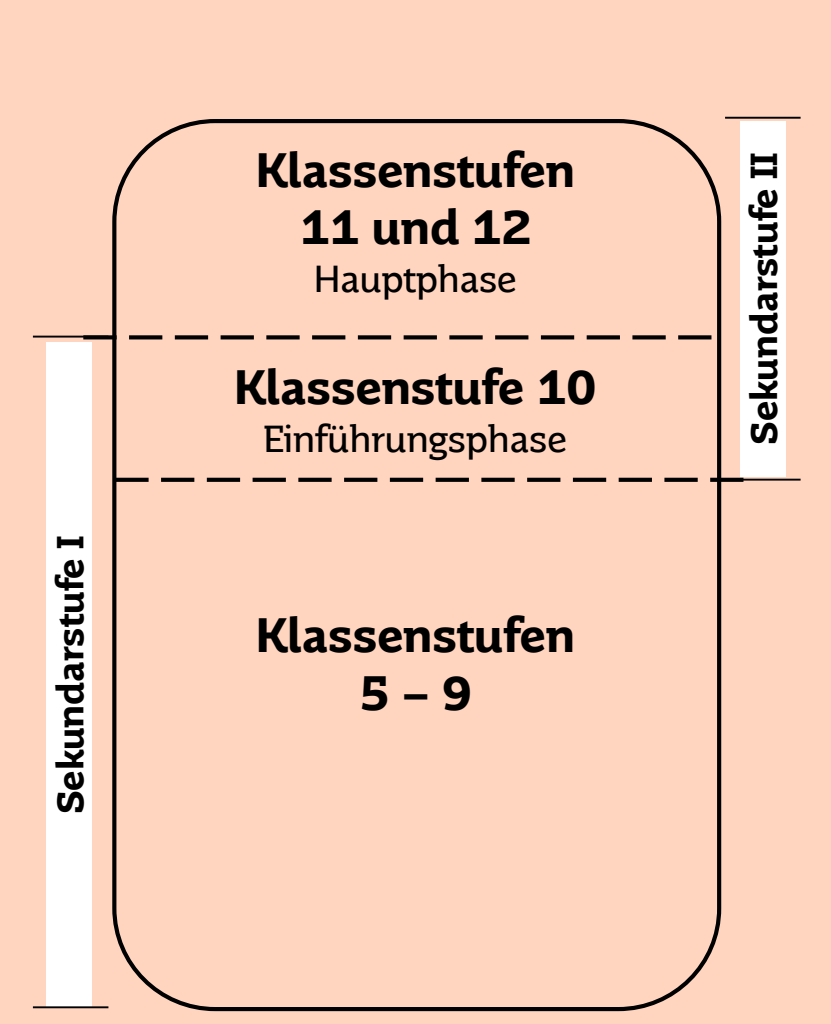 Klassenstufen
11 und 12
Hauptphase
Sekundarstufe II
Klassenstufe 10
Einführungsphase
Sekundarstufe I
Klassenstufen
5 – 9